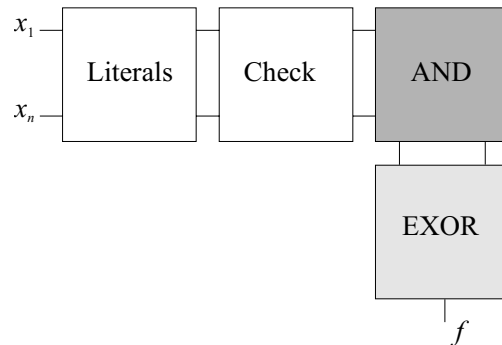 x₁
xₙ
Literals
Check
AND
EXOR
f